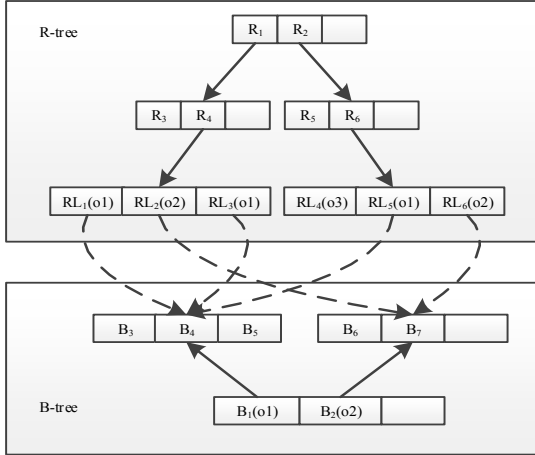 R-tree
R₁ R₂
R₃ R₄ R₅ R₆
RL₁(o1) RL₂(o2) RL₃(o1) RL₄(o3) RL₅(o1) RL₆(o2)
B₃ B₄ B₅ B₆ B₇
B₁(o1) B₂(o2)
B-tree